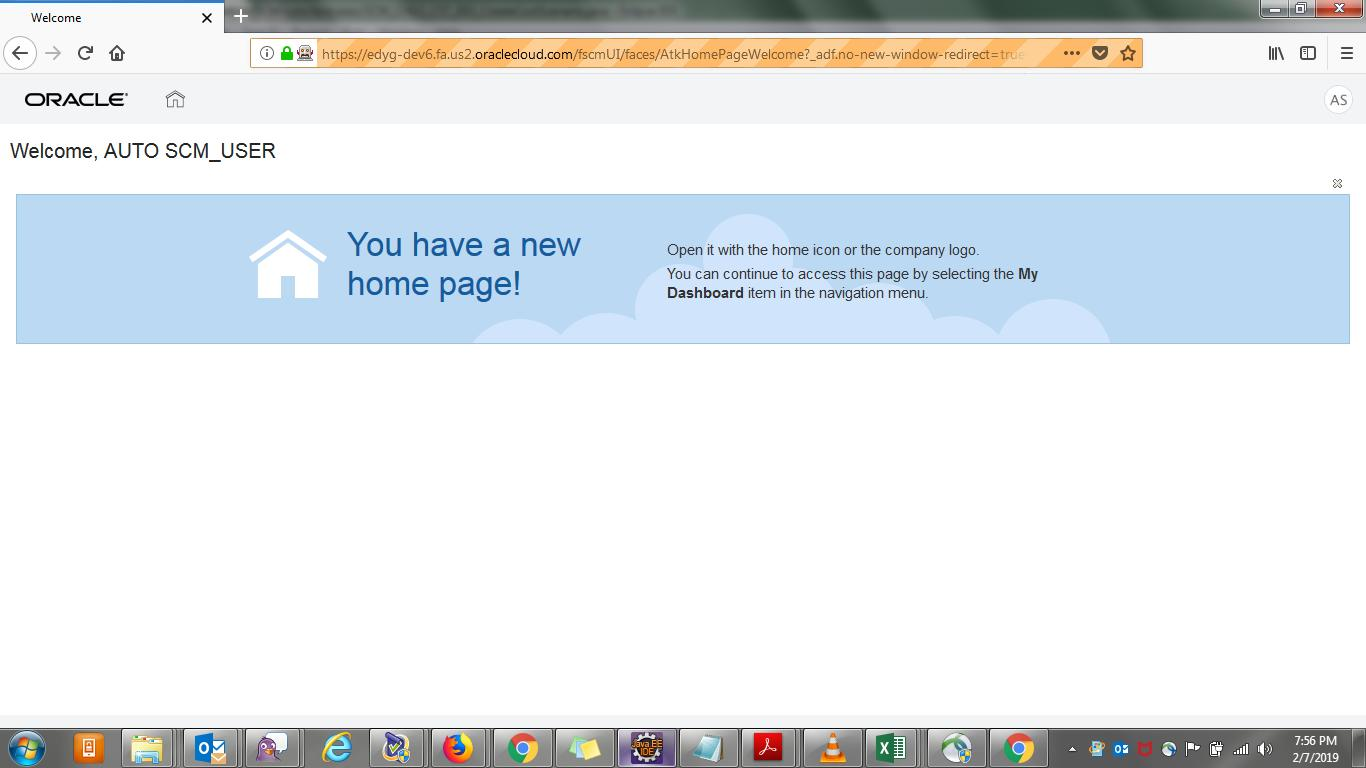 Welcome
https://edyg-dev6.fa.us2.oraclecloud.com/fscmUI/faces/AtkHomePageWelcome?_adf.no-new-window-redirect=true
ORACLE
AS
Welcome, AUTO SCM_USER
You have a new
home page!
Open it with the home icon or the company logo.
You can continue to access this page by selecting the My
Dashboard item in the navigation menu.
Java EE
IDE
7:56 PM
2/7/2019